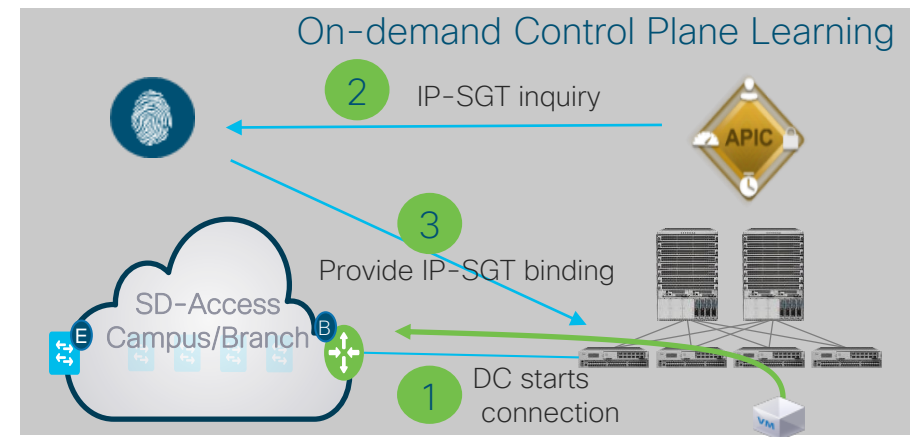 On-demand Control Plane Learning
2
IP-SGT inquiry
APIC
3
Provide IP-SGT binding
SD-Access
Campus/Branch
E
B
1
DC starts
connection
VM